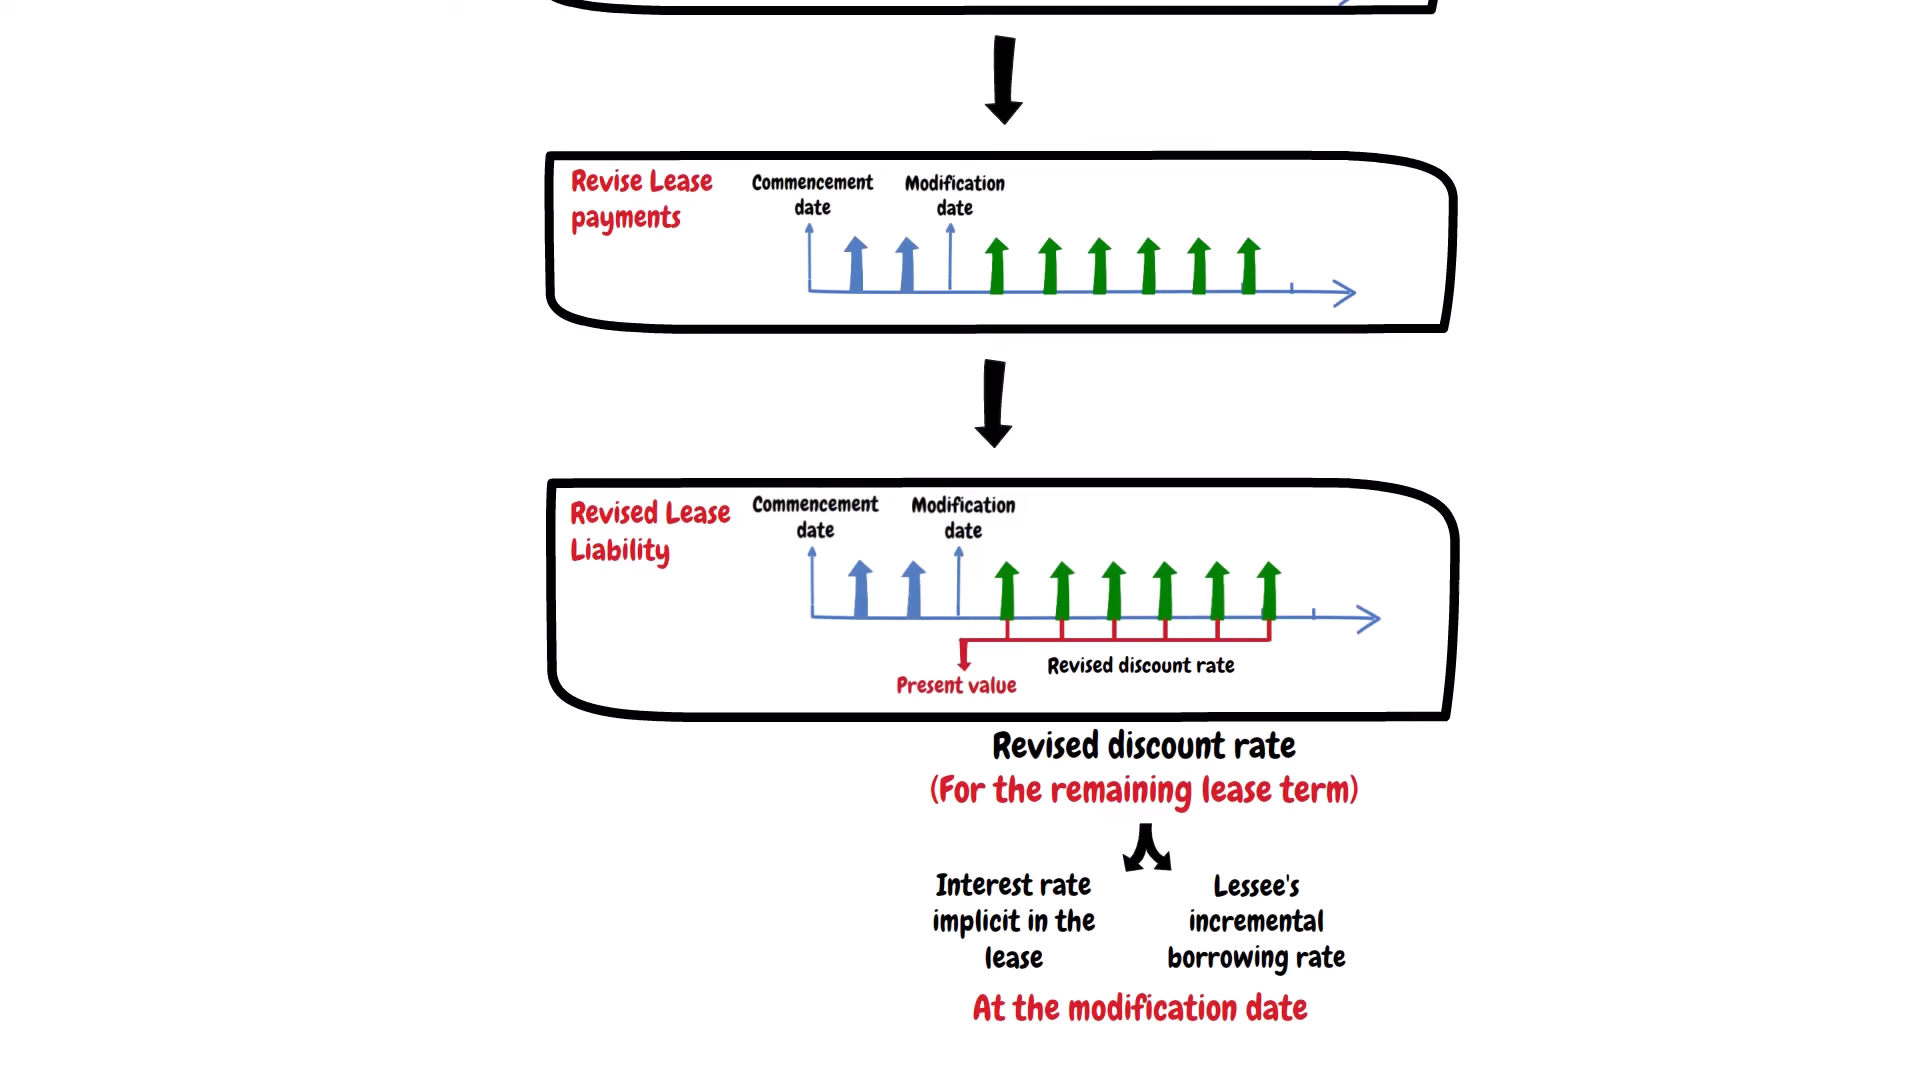 Revise Lease
payments
Commencement
date
Modification
date
Revised Lease
Liability
Commencement
date
Modification
date
Revised discount rate
Present value
Revised discount rate
(For the remaining lease term)
Interest rate
implicit in the
lease
Lessee's
incremental
borrowing rate
At the modification date